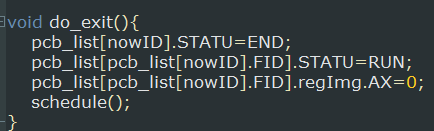 void do_exit(){
pcb_list[nowID].STATU=END;
pcb_list[pcb_list[nowID].FID].STATU=RUN;
pcb_list[pcb_list[nowID].FID].regImg.AX=0;
schedule();
}